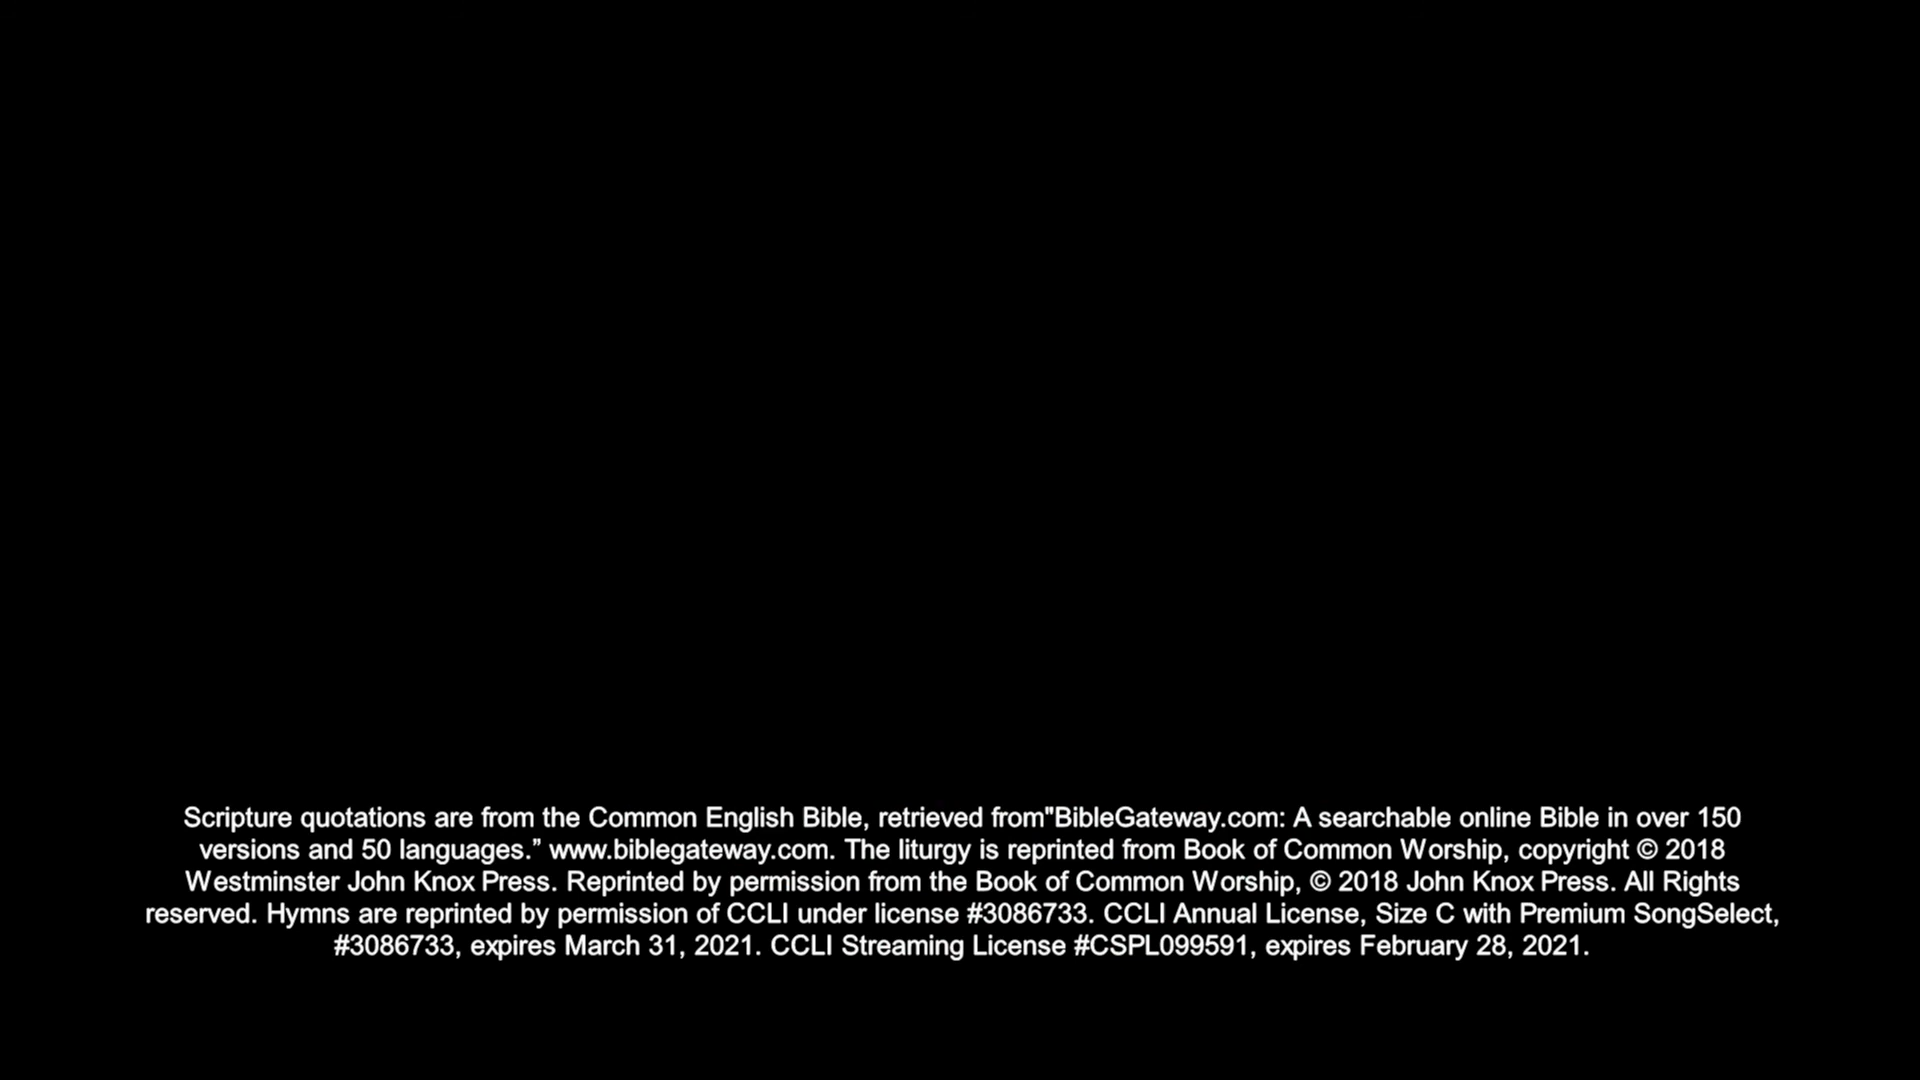 Scripture quotations are from the Common English Bible, retrieved from"BibleGateway.com: A searchable online Bible in over 150
versions and 50 languages.” www.biblegateway.com. The liturgy is reprinted from Book of Common Worship, copyright © 2018
Westminster John Knox Press. Reprinted by permission from the Book of Common Worship, © 2018 John Knox Press. All Rights
reserved. Hymns are reprinted by permission of CCLI under license #3086733. CCLI Annual License, Size C with Premium SongSelect,
#3086733, expires March 31, 2021. CCLI Streaming License #CSPL099591, expires February 28, 2021.